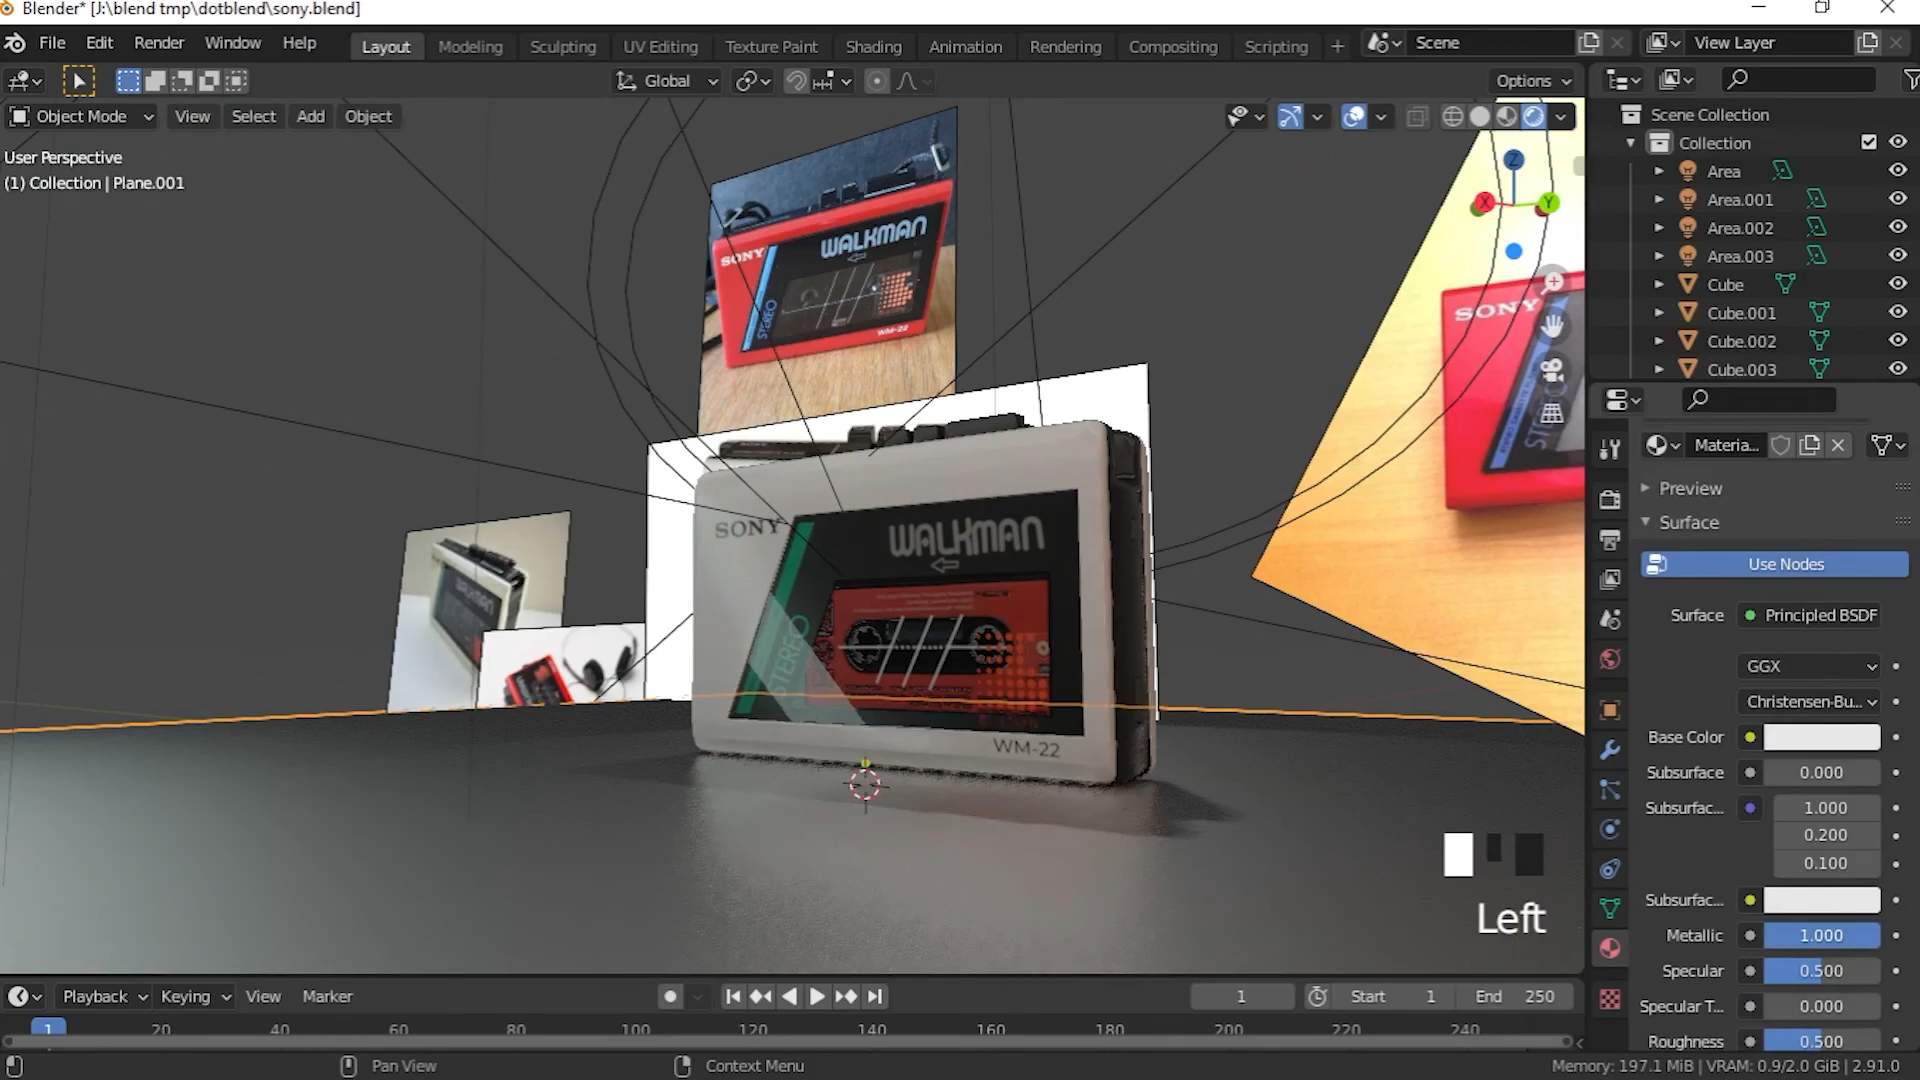 Blender* [J:\blend tmp\dotblend\sony.blend]
File Edit Render Window Help
Layout Modeling Sculpting UV Editing Texture Paint Shading Animation Rendering Compositing Scripting +
Scene
View Layer
Global
Options
Object Mode View Select Add Object
User Perspective
(1) Collection | Plane.001
Z
X
Y
Scene Collection
Collection
Area
Area.001
Area.002
Area.003
Cube
Cube.001
Cube.002
Cube.003
Materia...
Preview
Surface
Use Nodes
Surface Principled BSDF
GGX
Christensen-Bu...
Base Color
Subsurface 0.000
Subsurfac... 1.000
0.200
0.100
Subsurfac...
Metallic 1.000
Specular 0.500
Specular T... 0.000
Roughness 0.500
SONY
WALKMAN
STEREO
WM-22
SONY
STEREO
WALKMAN
SONY
WALKMAN
STEREO
WM-22
Left
Playback Keying View Marker
1
Start 1
End 250
1 20 40 60 80 100 120 140 160 180 200 220 240
Pan View
Context Menu
Memory: 197.1 MiB | VRAM: 0.9/2.0 GiB | 2.91.0